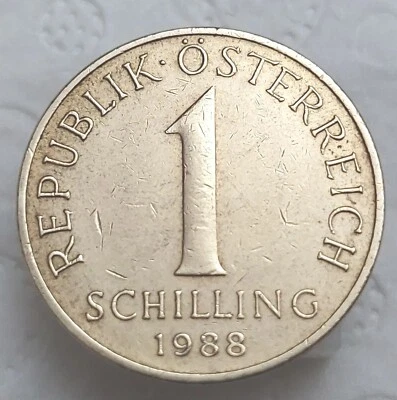 REPUBLIK·ÖSTERREICH
1
SCHILLING
1988